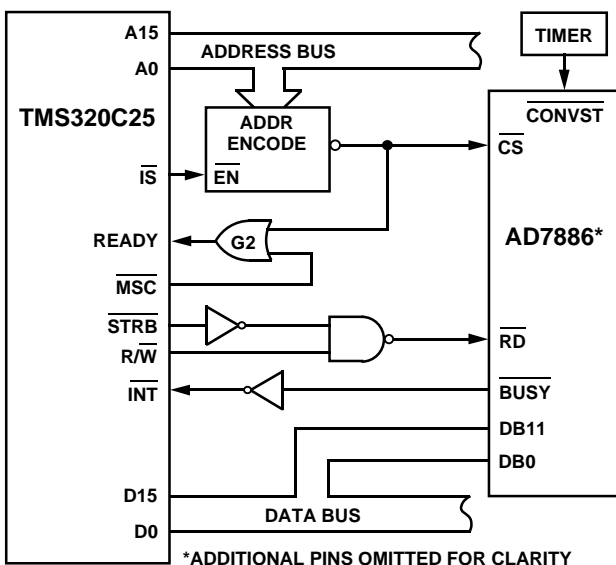 A15
A0
ADDRESS BUS
TIMER
TMS320C25
ADDR
ENCODE
CONVST
CS
IS
EN
READY
G2
AD7886*
MSC
STRB
R/W
RD
INT
BUSY
DB11
DB0
D15
DATA BUS
D0
*ADDITIONAL PINS OMITTED FOR CLARITY